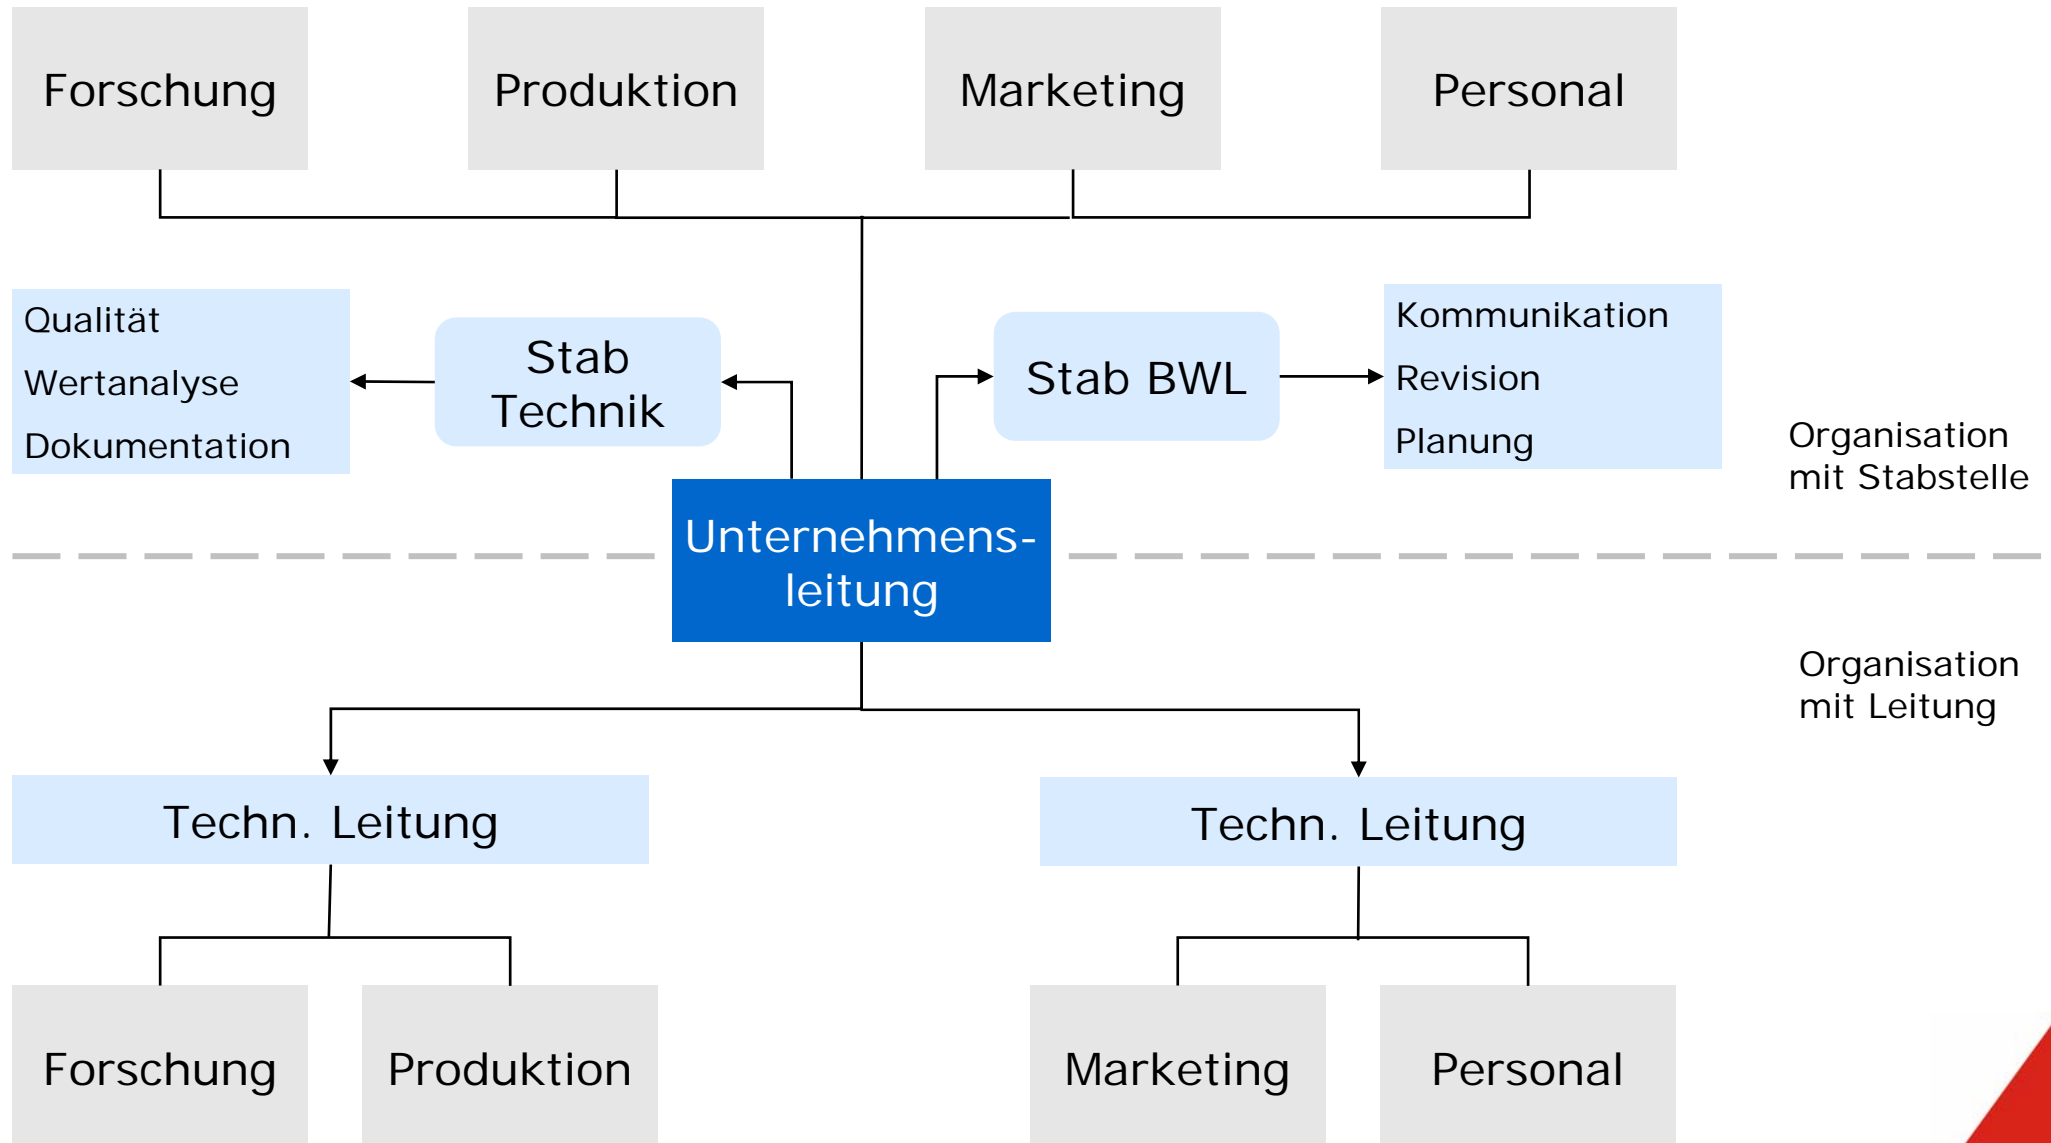 Forschung
Produktion
Marketing
Personal
Qualität
Wertanalyse
Dokumentation
Stab
Technik
Stab BWL
Kommunikation
Revision
Planung
Organisation
mit Stabstelle
Unternehmens-
leitung
Organisation
mit Leitung
Techn. Leitung
Techn. Leitung
Forschung
Produktion
Marketing
Personal